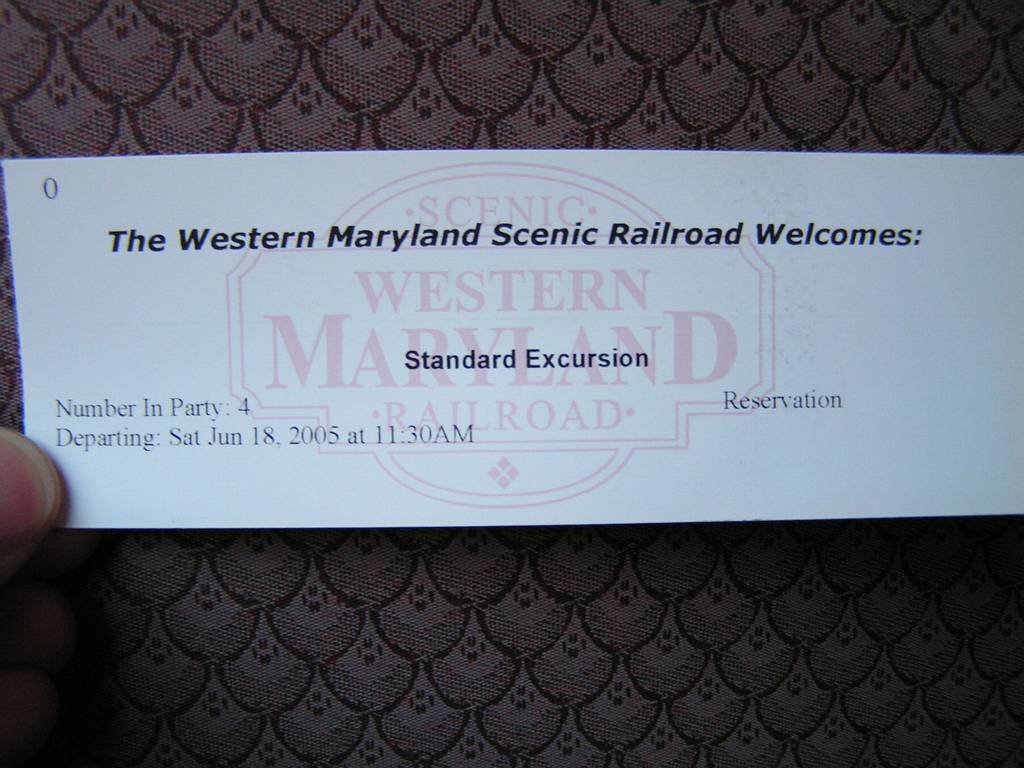 0
The Western Maryland Scenic Railroad Welcomes:
·SCENIC·
WESTERN
MARYLAND
·RAILROAD·
Standard Excursion
Number In Party: 4
Reservation
Departing: Sat Jun 18, 2005 at 11:30AM